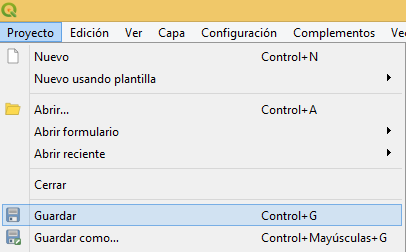 Proyecto Edición Ver Capa Configuración Complementos
Nuevo Control+N
Nuevo usando plantilla
Abrir... Control+A
Abrir formulario
Abrir reciente
Cerrar
Guardar Control+G
Guardar como... Control+Mayúsculas+G